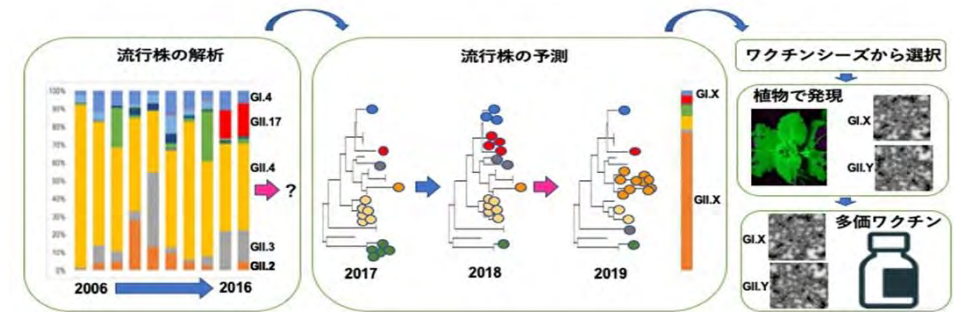 流行株の解析
100%
90%
80%
70%
60%
50%
40%
30%
20%
10%
0%
GI.4
GII.17
GII.4
?
GII.3
GII.2
2006
2016
流行株の予測
2017
2018
2019
GI.X
GII.X
ワクチンシーズから選択
植物で発現
GI.X
GII.Y
多価ワクチン
GI.X
GII.Y